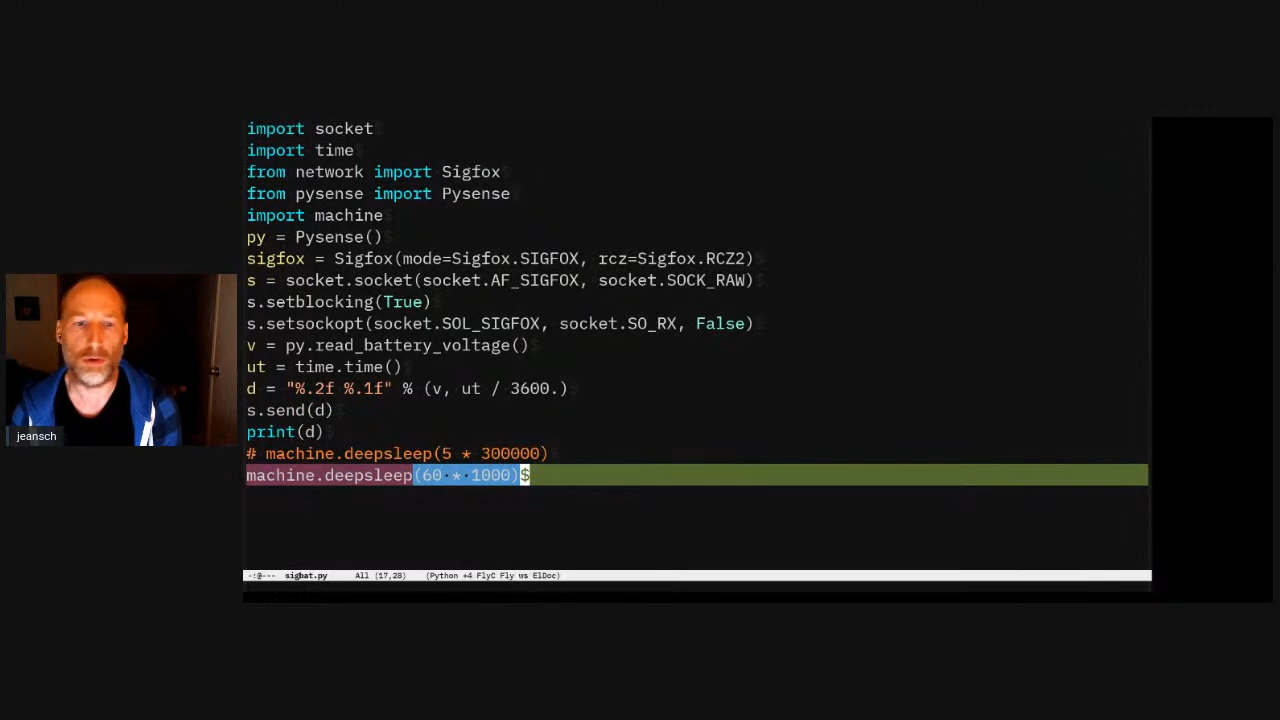 import socket
import time
from network import Sigfox
from pysense import Pysense
import machine
py = Pysense()
sigfox = Sigfox(mode=Sigfox.SIGFOX, rcz=Sigfox.RCZ2)
s = socket.socket(socket.AF_SIGFOX, socket.SOCK_RAW)
s.setblocking(True)
s.setsockopt(socket.SOL_SIGFOX, socket.SO_RX, False)
v = py.read_battery_voltage()
ut = time.time()
d = "%.2f %.1f" % (v, ut / 3600.)
s.send(d)
print(d)
# machine.deepsleep(5 * 300000)
machine.deepsleep(60 * 1000)$
-:@--- sigbat.py All (17,28) (Python +4 FlyC Fly ws ElDoc)
jeansch